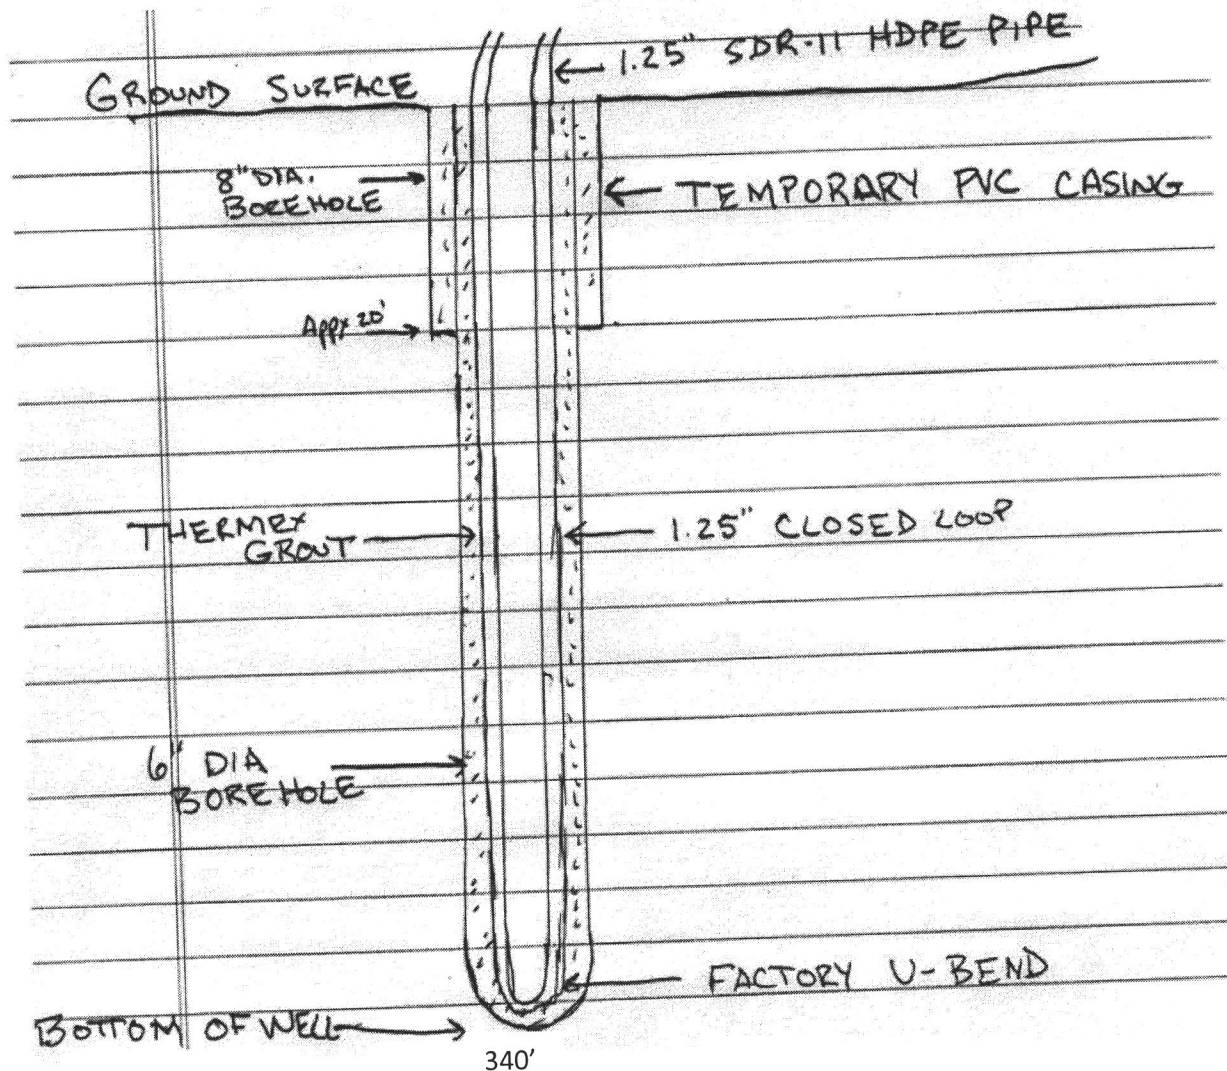 1.25" SDR-11 HDPE PIPE
GROUND SURFACE
8" DIA.
BOREHOLE
TEMPORARY PVC CASING
Appx 20'
THERMEX
GROUT
1.25" CLOSED LOOP
6" DIA
BOREHOLE
FACTORY U-BEND
BOTTOM OF WELL
340'